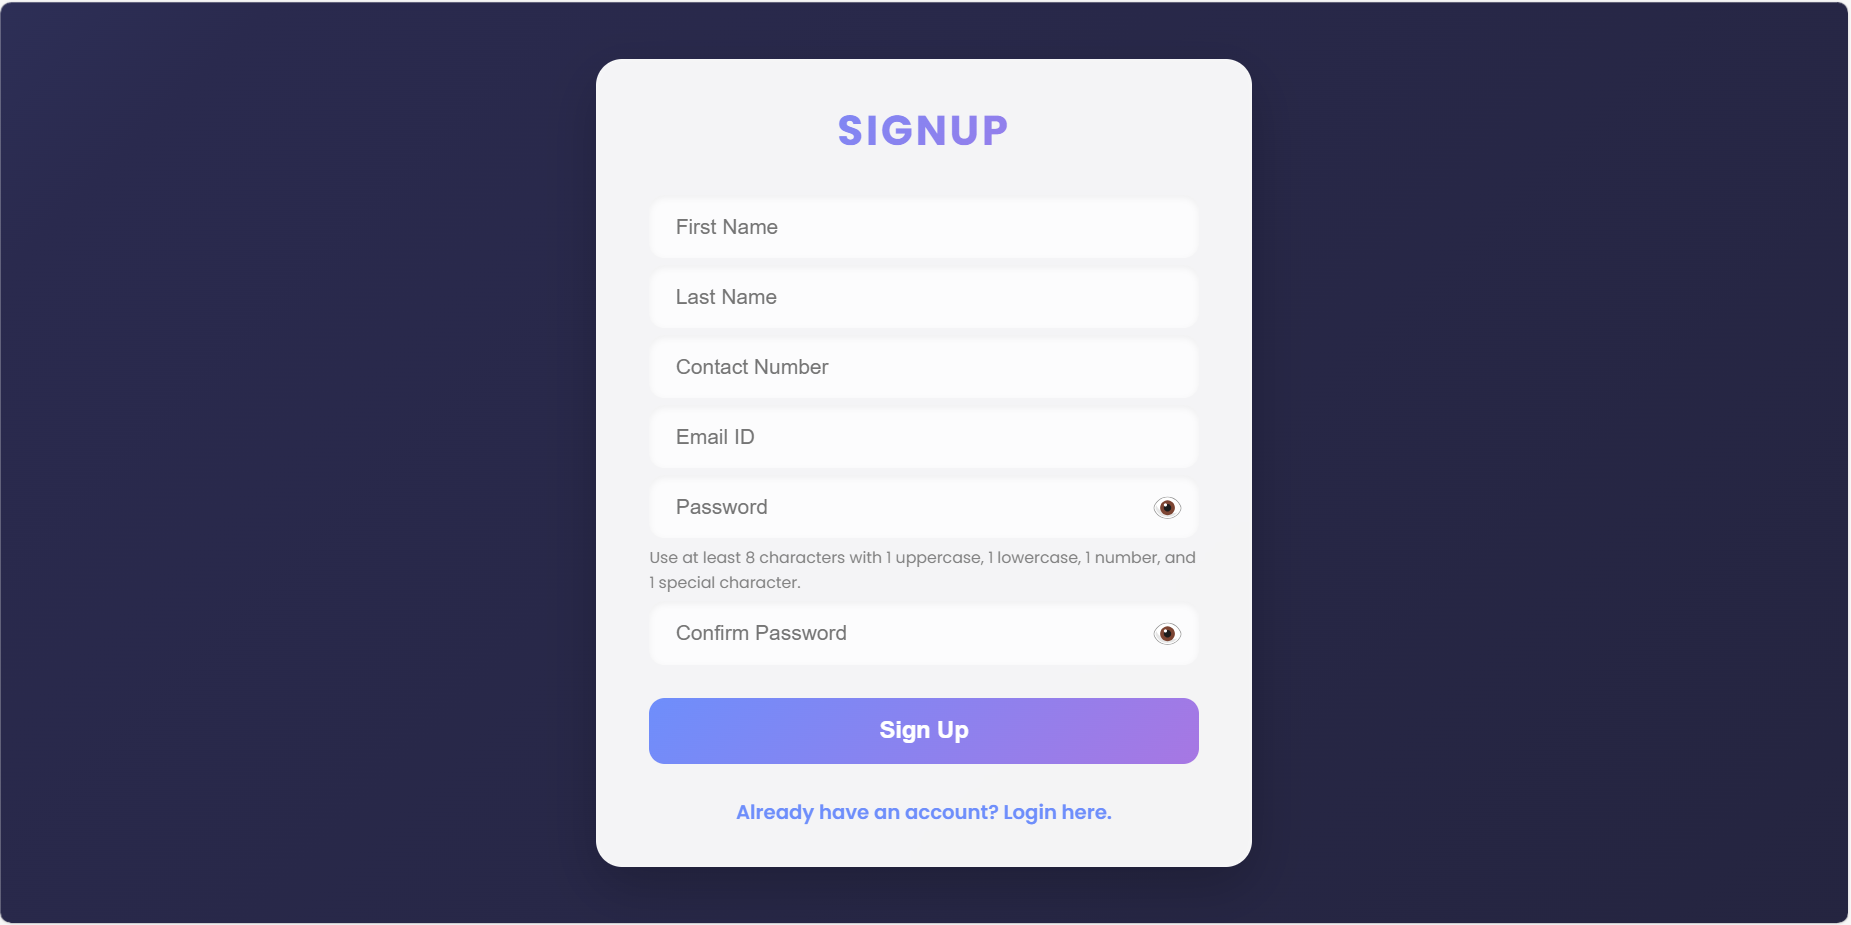 SIGNUP
First Name
Last Name
Contact Number
Email ID
Password
Use at least 8 characters with 1 uppercase, 1 lowercase, 1 number, and
1 special character.
Confirm Password
Sign Up
Already have an account? Login here.